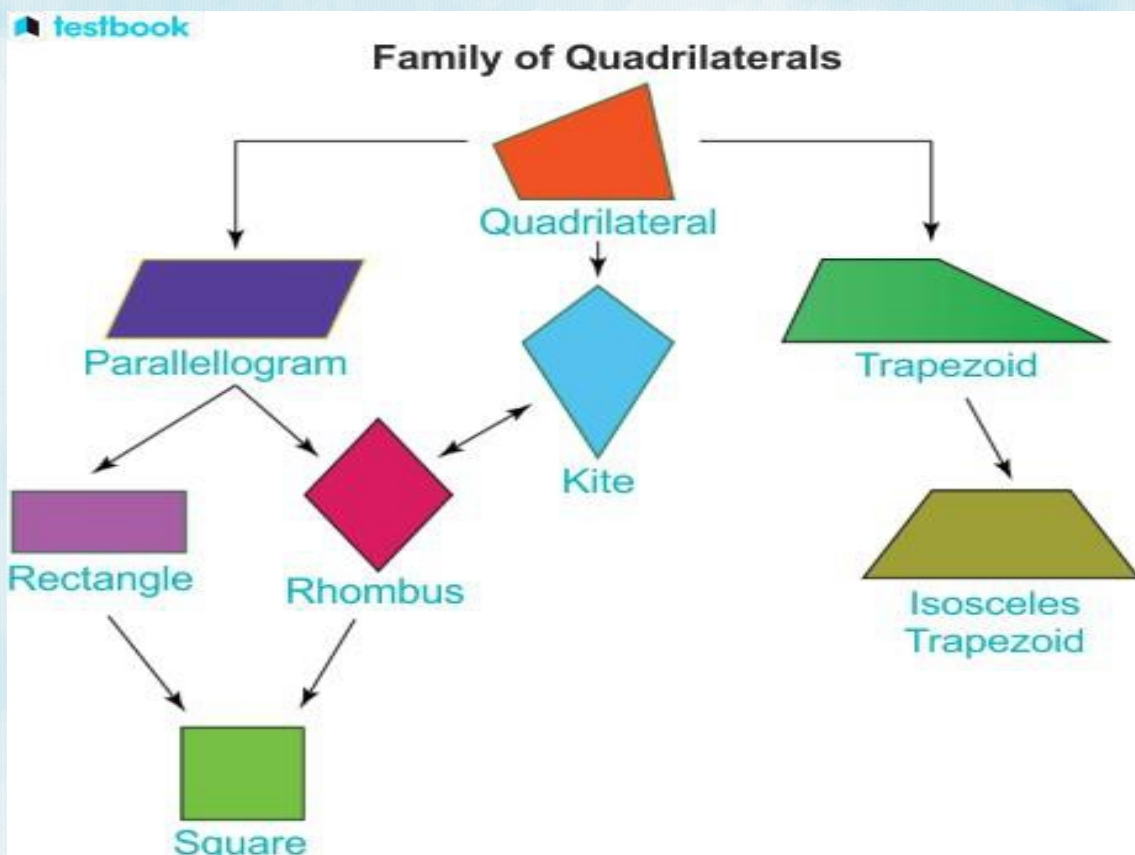 testbook
Family of Quadrilaterals
Quadrilateral
Parallellogram
Kite
Trapezoid
Rectangle
Rhombus
Isosceles
Trapezoid
Square